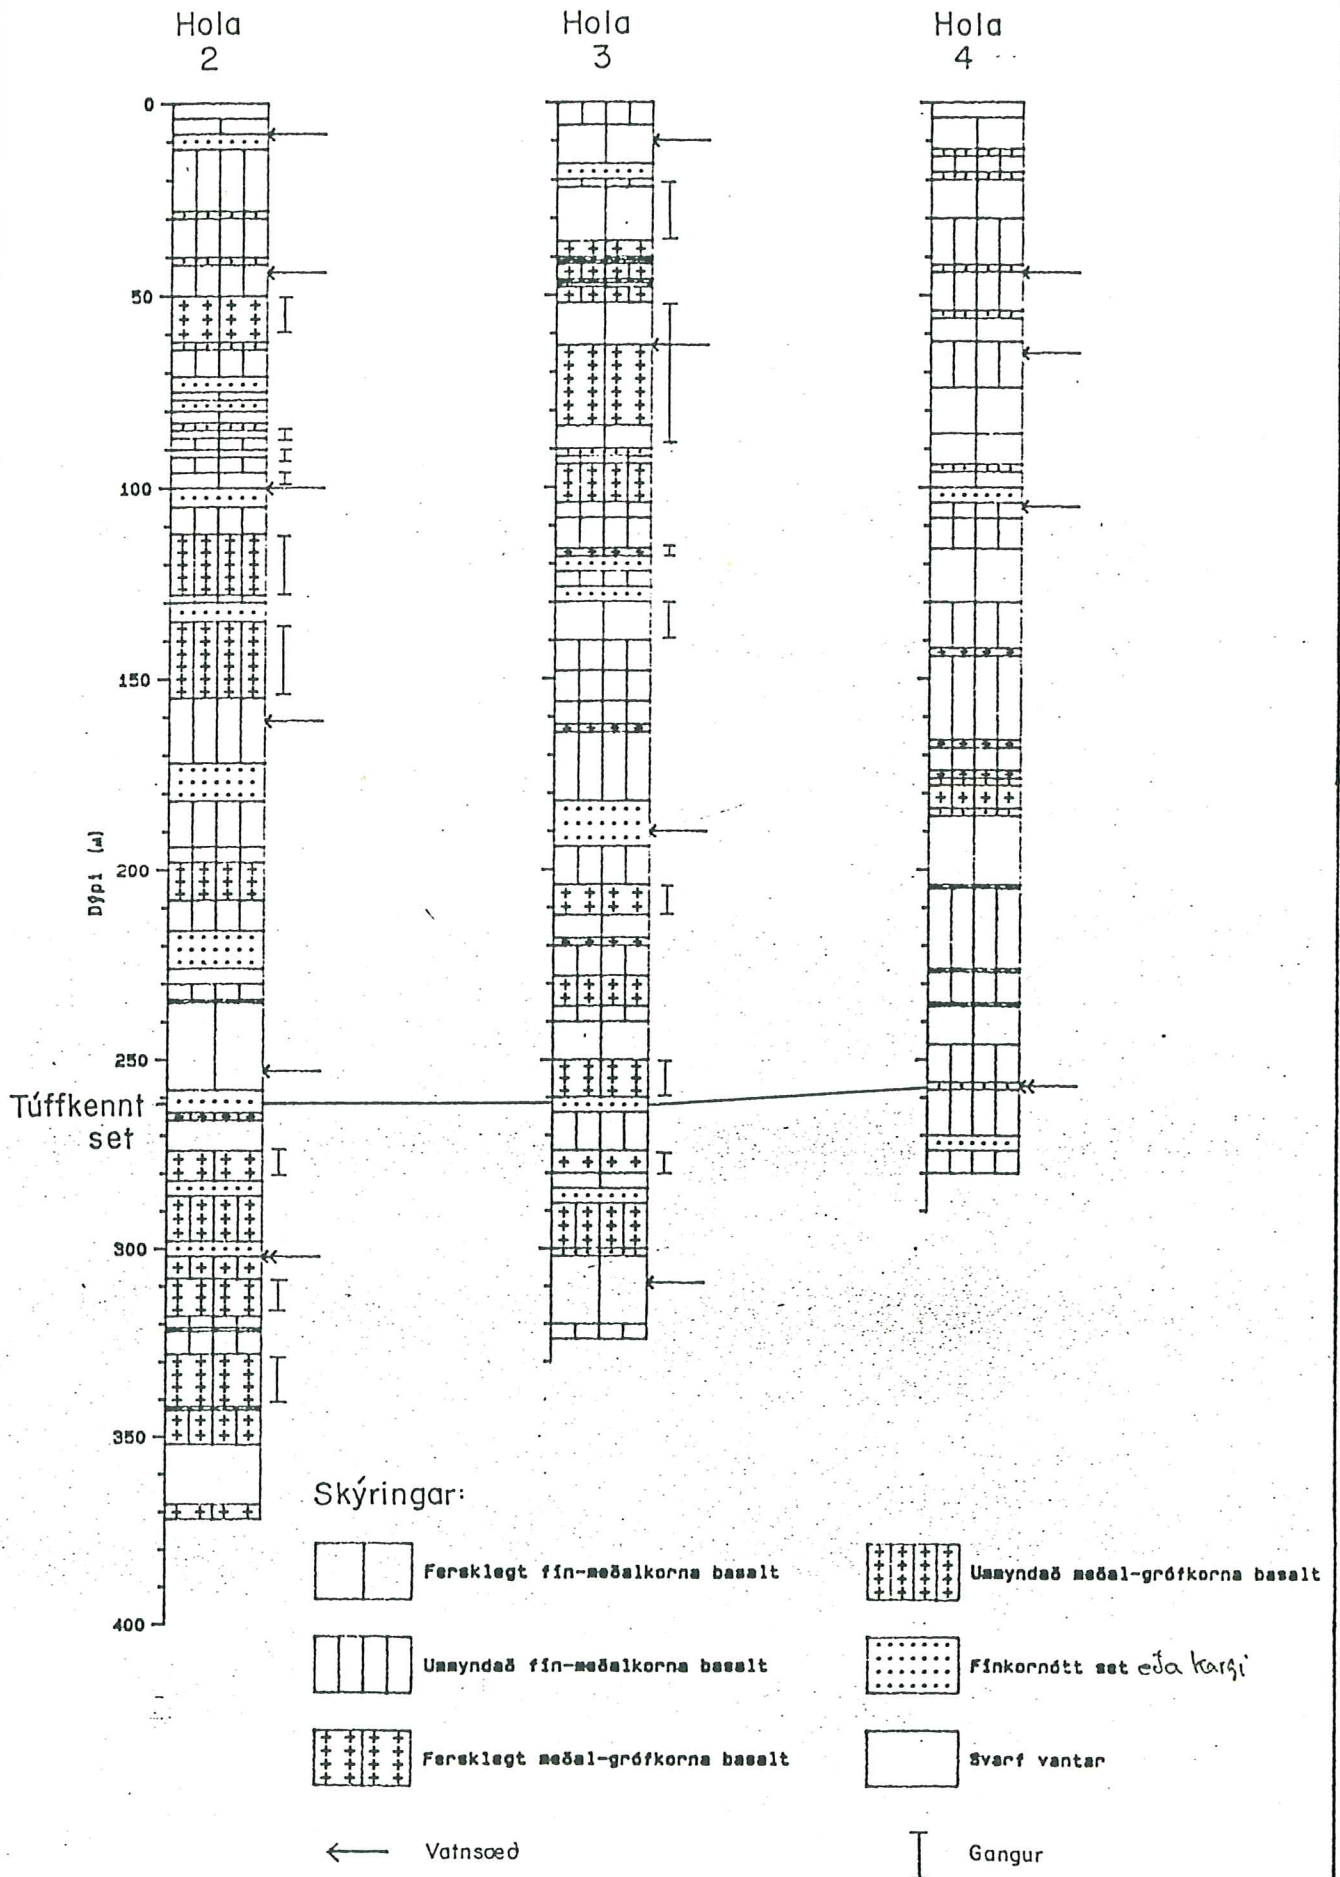 Hola
2
Hola
3
Hola
4
0
50
100
150
200
250
300
350
400
Dýpi (m)
Túffkennt
set
Skýringar:
Fersklegt fín-meðalkorna basalt
Ummyndað fín-meðalkorna basalt
Fersklegt meðal-grófkorna basalt
Vatnsæð
Ummyndað meðal-grófkorna basalt
Fínkornótt set eða kargi
Svarf vantar
Gangur